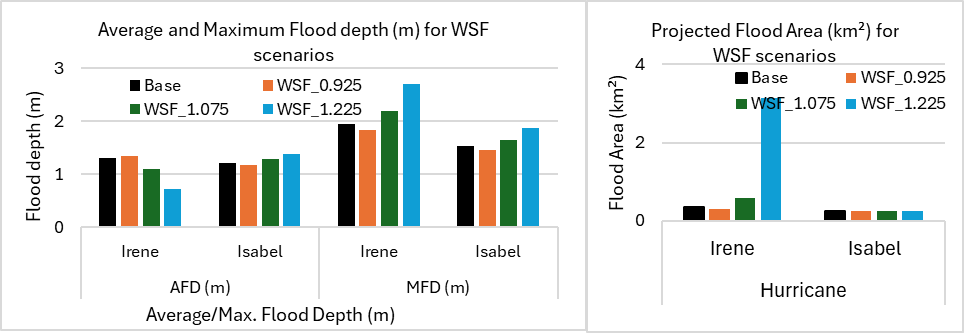 Average and Maximum Flood depth (m) for WSF
scenarios
3
2
1
0
Flood depth (m)
Base
WSF_0.925
WSF_1.075
WSF_1.225
Irene
Isabel
Irene
Isabel
AFD (m)
MFD (m)
Average/Max. Flood Depth (m)
Projected Flood Area (km²) for
WSF scenarios
4
2
0
Flood Area (km²)
Base
WSF_0.925
WSF_1.075
WSF_1.225
Irene
Isabel
Hurricane